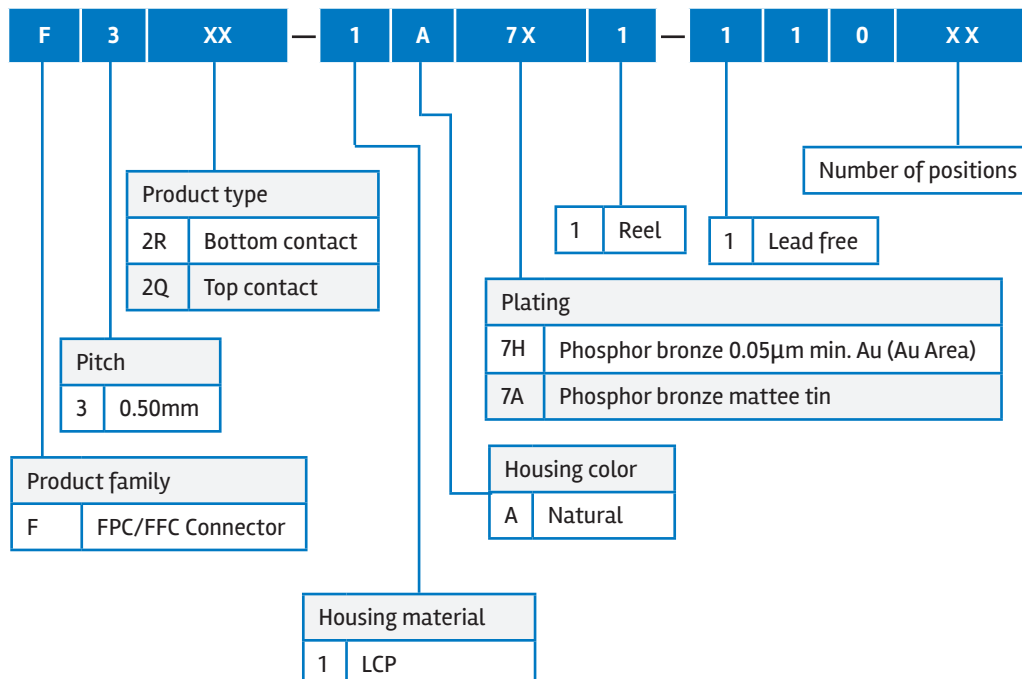 F 3 XX — 1 A 7X 1 — 1 1 0 XX
Number of positions
Product type
2R Bottom contact
2Q Top contact
1 Reel
1 Lead free
Plating
7H Phosphor bronze 0.05µm min. Au (Au Area)
7A Phosphor bronze mattee tin
Pitch
3 0.50mm
Product family
F FPC/FFC Connector
Housing color
A Natural
Housing material
1 LCP